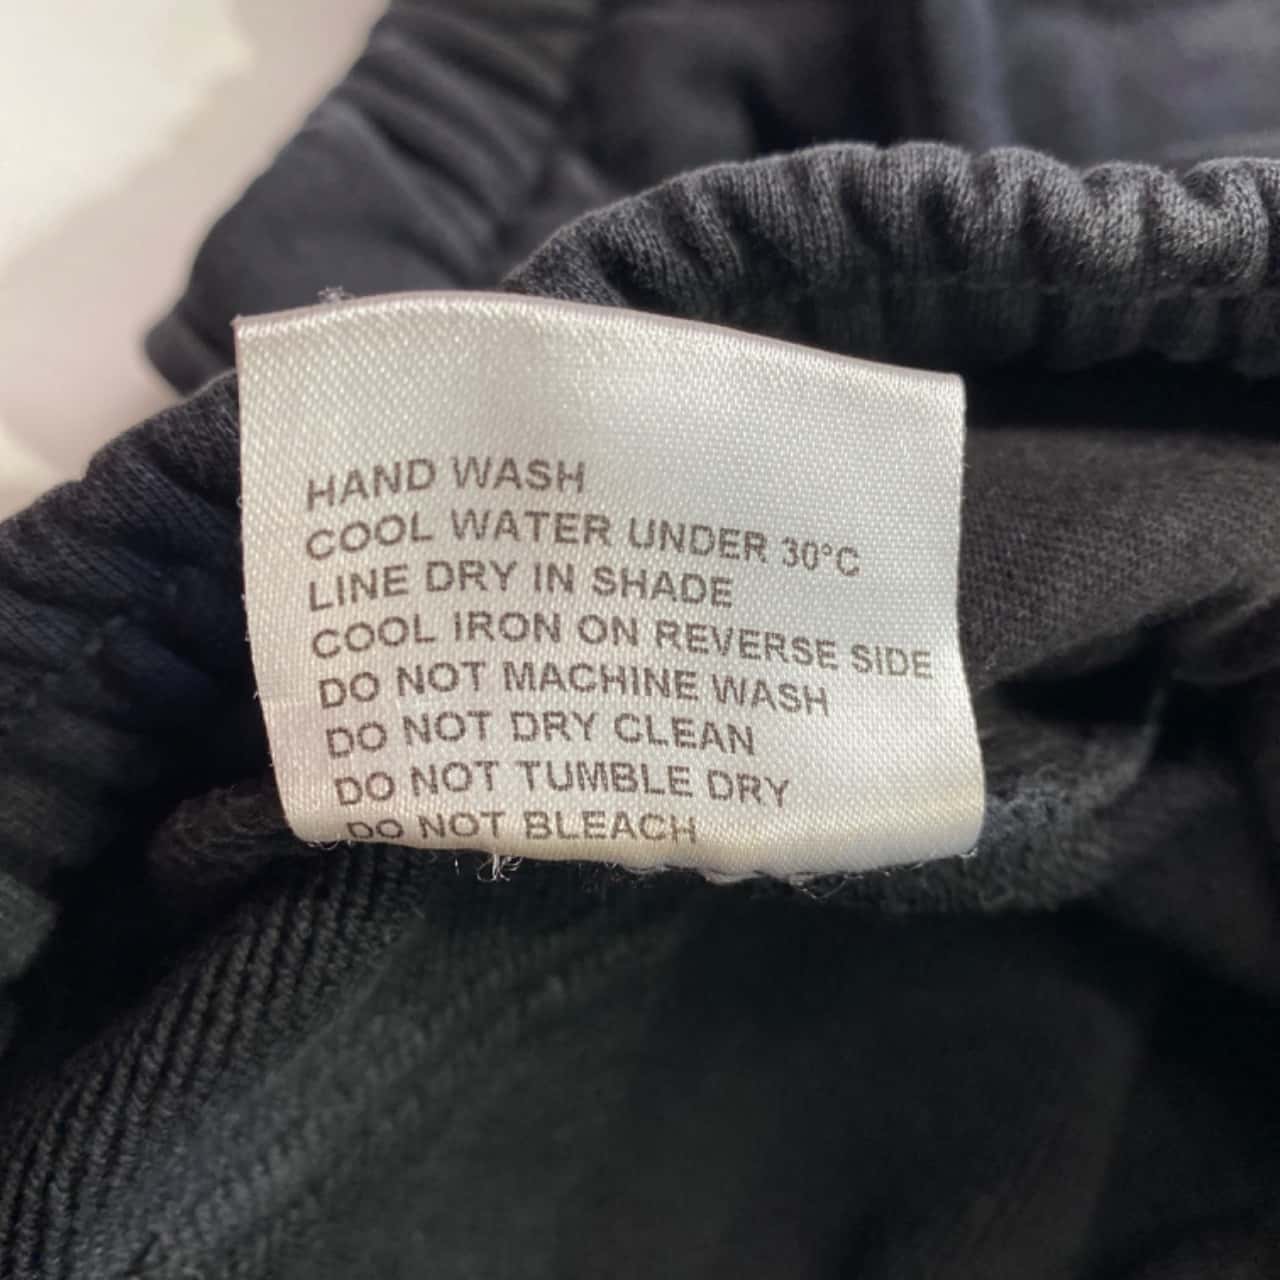 HAND WASH
COOL WATER UNDER 30°C
LINE DRY IN SHADE
COOL IRON ON REVERSE SIDE
DO NOT MACHINE WASH
DO NOT DRY CLEAN
DO NOT TUMBLE DRY
DO NOT BLEACH